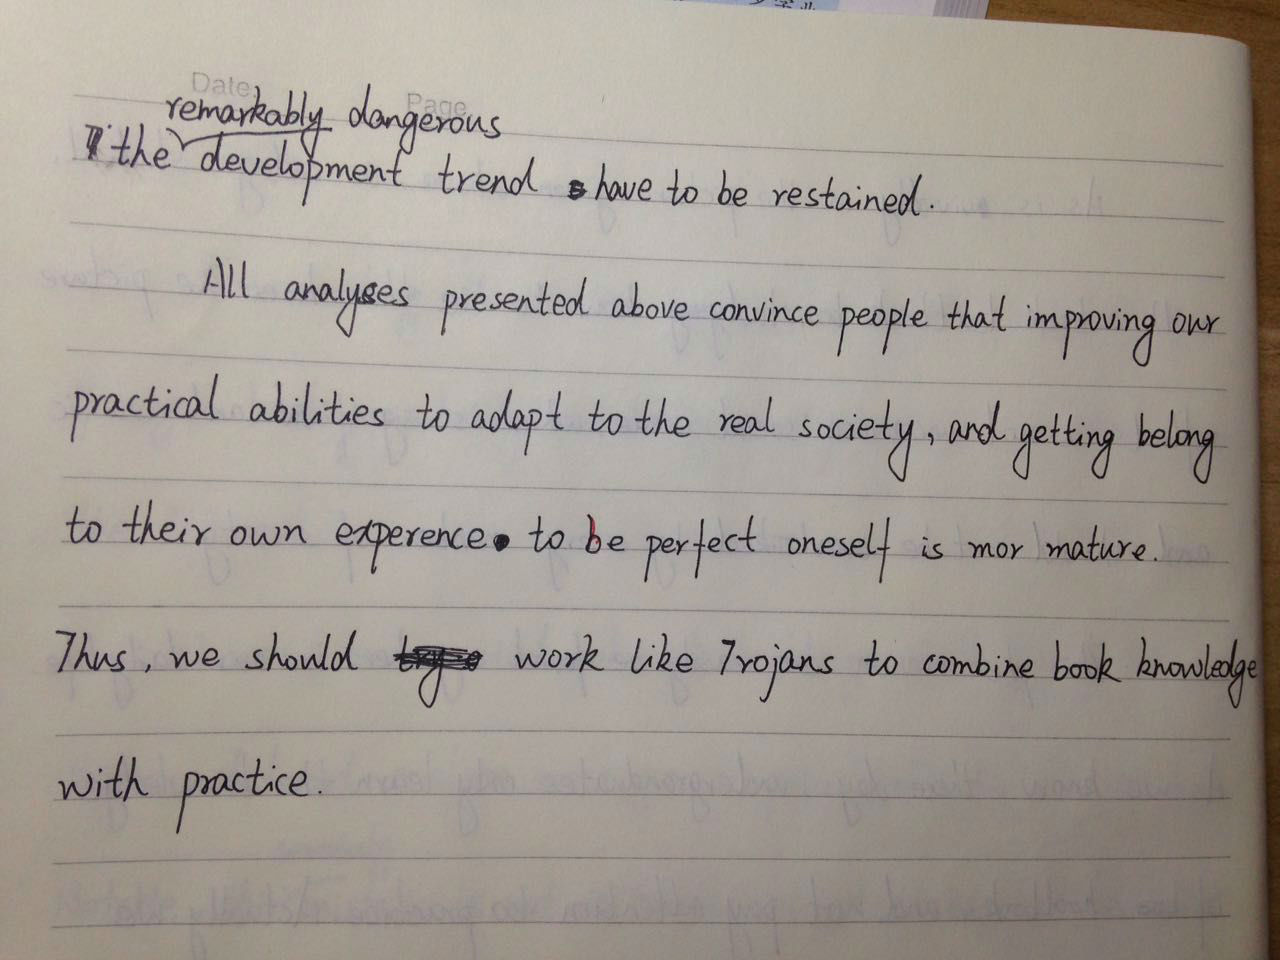 Date
Page
remarkably dangerous
the development trend have to be restained.
All analyses presented above convince people that improving our
practical abilities to adapt to the real society, and getting belong
to their own experence. to be perfect oneself is mor mature.
Thus, we should work like Trojans to combine book knowledge
with practice.